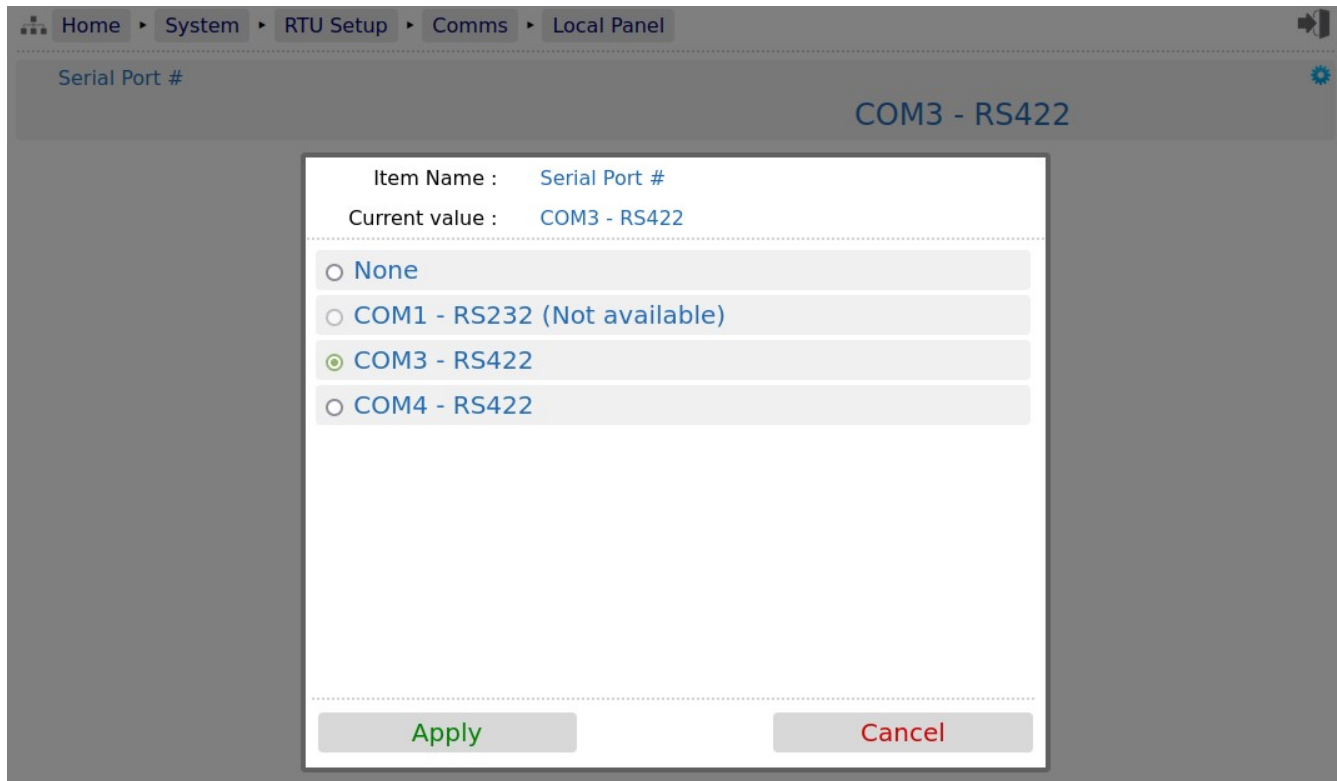 Home ‣ System ‣ RTU Setup ‣ Comms ‣ Local Panel
Serial Port #
COM3 - RS422
Item Name : Serial Port #
Current value : COM3 - RS422
None
COM1 - RS232 (Not available)
COM3 - RS422
COM4 - RS422
Apply Cancel